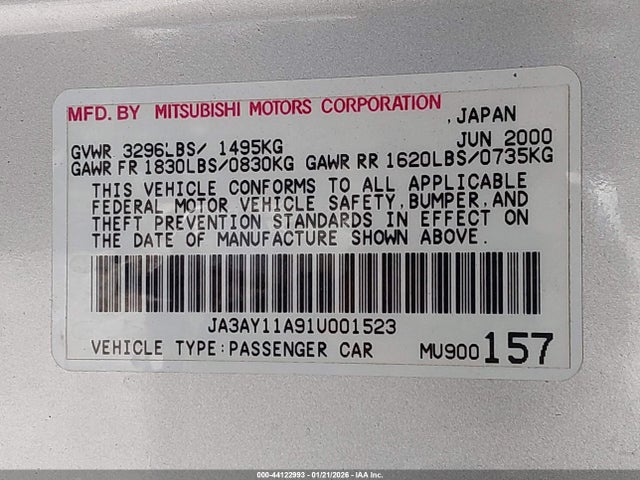 MFD. BY MITSUBISHI MOTORS CORPORATION , JAPAN
GVWR 3296LBS/ 1495KG JUN 2000
GAWR FR 1830LBS/0830KG GAWR RR 1620LBS/0735KG
THIS VEHICLE CONFORMS TO ALL APPLICABLE
FEDERAL MOTOR VEHICLE SAFETY, BUMPER, AND
THEFT PREVENTION STANDARDS IN EFFECT ON
THE DATE OF MANUFACTURE SHOWN ABOVE.
JA3AY11A91U001523
VEHICLE TYPE:PASSENGER CAR MU900157
000-44122993 - 01/21/2026 - IAA Inc.